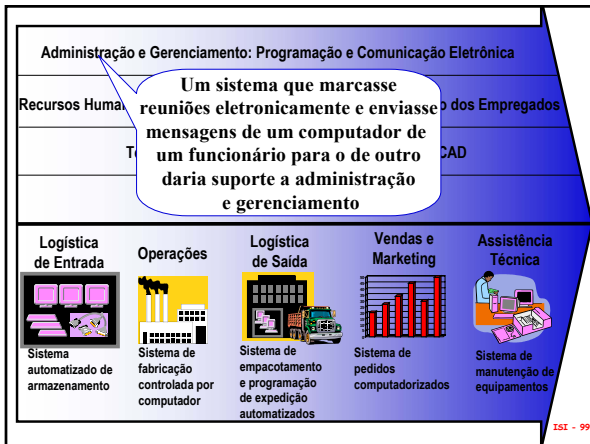 Administração e Gerenciamento: Programação e Comunicação Eletrônica
Um sistema que marcasse
reuniões eletronicamente e enviasse
mensagens de um computador de
um funcionário para o de outro
daria suporte a administração
e gerenciamento
Recursos Huma
o dos Empregados
T
CAD
Logística
de Entrada
Operações
Logística
de Saída
Vendas e
Marketing
Assistência
Técnica
Sistema
automatizado de
armazenamento
Sistema de
fabricação
controlada por
computador
Sistema de
empacotamento
e programação
de expedição
automatizados
Sistema de
pedidos
computadorizados
Sistema de
manutenção de
equipamentos
ISI - 99